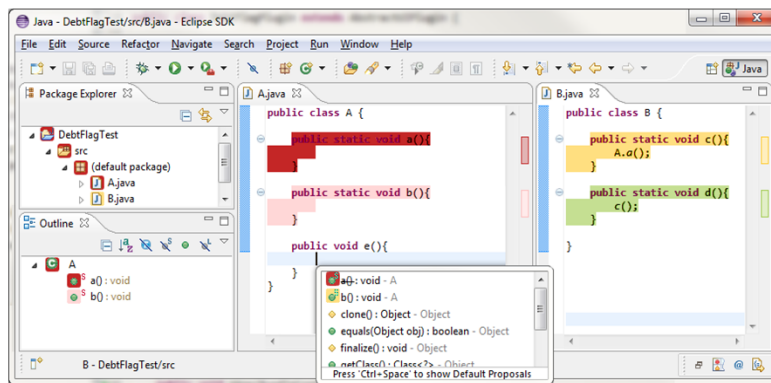 Java - DebtFlagTest/src/B.java - Eclipse SDK
File Edit Source Refactor Navigate Search Project Run Window Help
Java
Package Explorer
DebtFlagTest
src
(default package)
A.java
B.java
Outline
A
a() : void
b() : void
A.java
public class A {
public static void a(){
}
public static void b(){
}
public void e(){
}
}
a() : void - A
b() : void - A
clone() : Object - Object
equals(Object obj) : boolean - Object
finalize() : void - Object
getClass() : Class<?> - Object
Press 'Ctrl+Space' to show Default Proposals
B.java
public class B {
public static void c(){
A.a();
}
public static void d(){
c();
}
}
B - DebtFlagTest/src